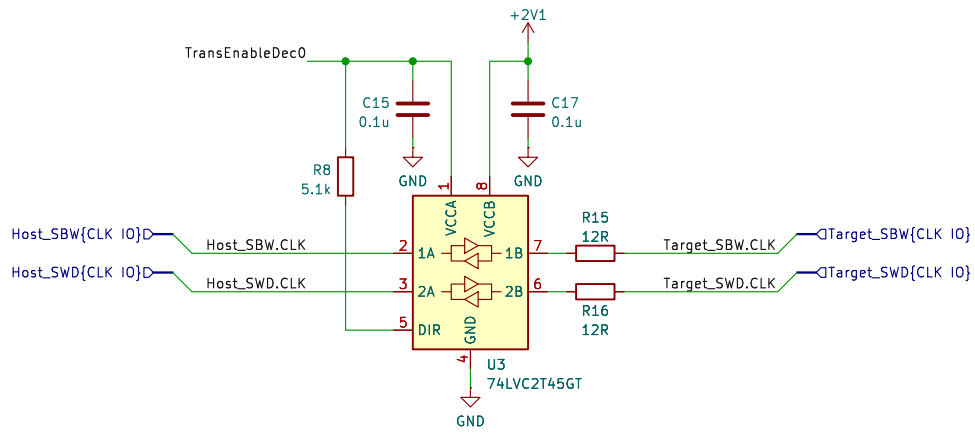 +2V1
TransEnableDec0
C15
0.1u
C17
0.1u
R8
5.1k
GND
GND
1
8
VCCA
VCCB
Host_SBW{CLK IO}
Host_SBW.CLK
2
1A
1B
7
R15
12R
Target_SBW.CLK
Target_SBW{CLK IO}
Host_SWD{CLK IO}
Host_SWD.CLK
3
2A
2B
6
R16
12R
Target_SWD.CLK
Target_SWD{CLK IO}
5
DIR
GND
4
U3
74LVC2T45GT
GND